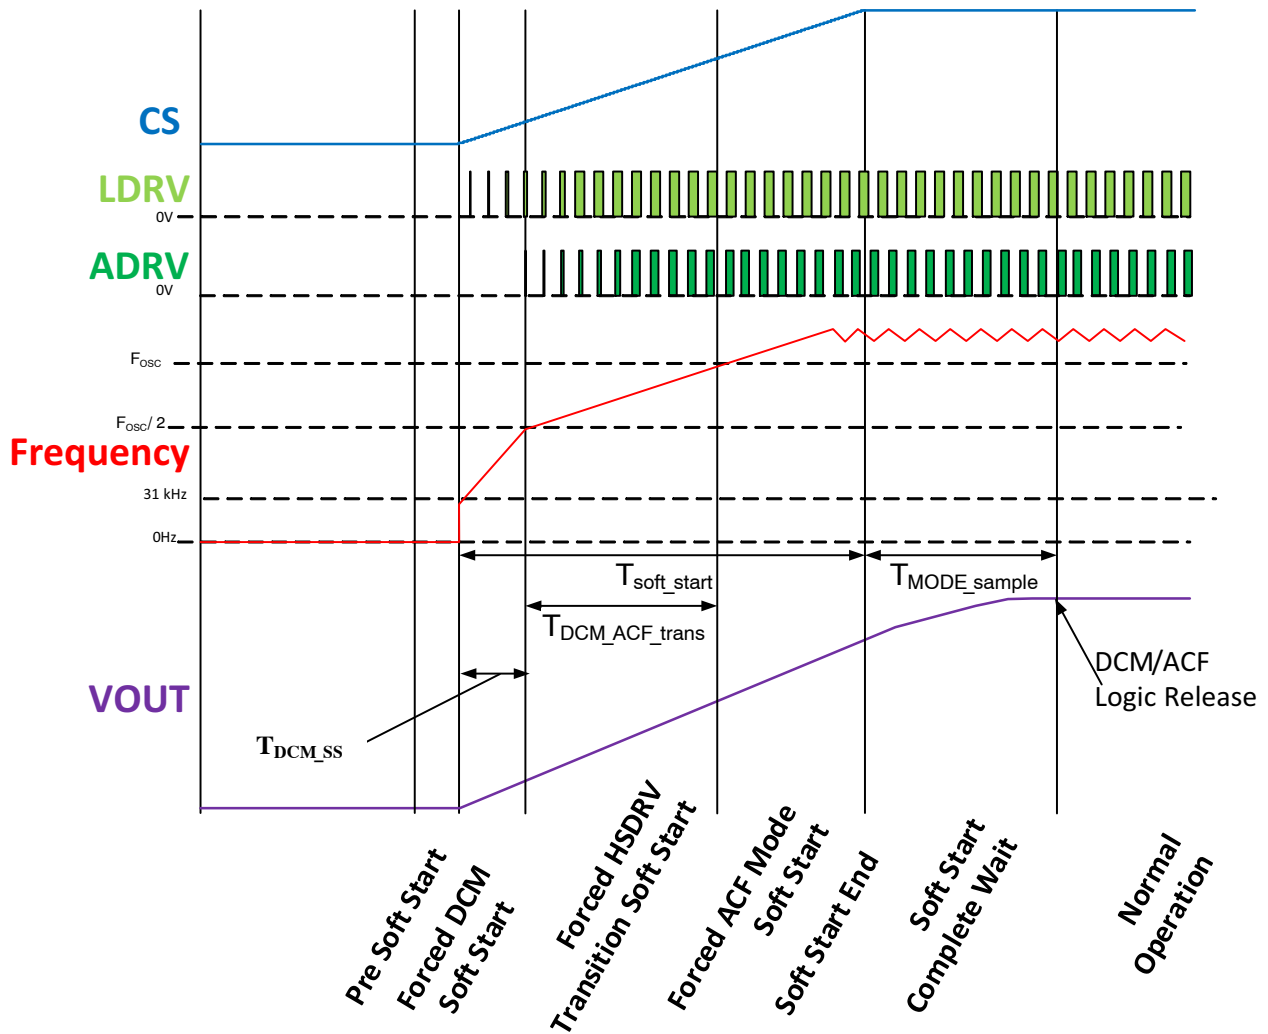 CS
LDRV
0V
ADRV
0V
FOSC
FOSC/ 2
Frequency
31 kHz
0Hz
Tsoft_start
TMODE_sample
TDCM_ACF_trans
DCM/ACF
Logic Release
VOUT
TDCM_SS
Pre Soft Start
Forced DCM
Soft Start
Forced HSDRV
Transition Soft Start
Forced ACF Mode
Soft Start
Soft Start End
Soft Start
Complete Wait
Normal
Operation